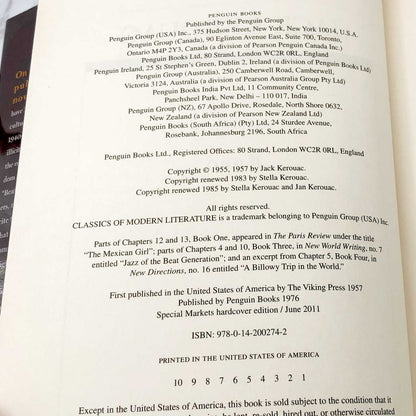 PENGUIN BOOKS
Published by the Penguin Group
Penguin Group (USA) Inc., 375 Hudson Street, New York, New York 10014, U.S.A.
Penguin Group (Canada), 90 Eglinton Avenue East, Suite 700, Toronto,
Ontario M4P 2Y3, Canada (a division of Pearson Penguin Canada Inc.)
Penguin Books Ltd, 80 Strand, London WC2R 0RL, England
Penguin Ireland, 25 St Stephen's Green, Dublin 2, Ireland (a division of Penguin Books Ltd)
Penguin Group (Australia), 250 Camberwell Road, Camberwell,
Victoria 3124, Australia (a division of Pearson Australia Group Pty Ltd)
Penguin Books India Pvt Ltd, 11 Community Centre,
Panchsheel Park, New Delhi – 110 017, India
Penguin Group (NZ), 67 Apollo Drive, Rosedale, North Shore 0632,
New Zealand (a division of Pearson New Zealand Ltd)
Penguin Books (South Africa) (Pty) Ltd, 24 Sturdee Avenue,
Rosebank, Johannesburg 2196, South Africa
Penguin Books Ltd, Registered Offices: 80 Strand, London WC2R 0RL, England
Copyright © 1955, 1957 by Jack Kerouac.
Copyright renewed 1983 by Stella Kerouac.
Copyright renewed 1985 by Stella Kerouac and Jan Kerouac.
All rights reserved.
CLASSICS OF MODERN LITERATURE is a trademark belonging to Penguin Group (USA) Inc.
Parts of Chapters 12 and 13, Book One, appeared in The Paris Review under the title
"The Mexican Girl"; parts of Chapters 4 and 10, Book Three, in New World Writing, no. 7
entitled "Jazz of the Beat Generation"; and an excerpt from Chapter 5, Book Four, in
New Directions, no. 16 entitled "A Billowy Trip in the World."
First published in the United States of America by The Viking Press 1957
Published by Penguin Books 1976
Special Markets hardcover edition / June 2011
ISBN: 978-0-14-200274-2
PRINTED IN THE UNITED STATES OF AMERICA
10 9 8 7 6 5 4 3 2 1
Except in the United States of America, this book is sold subject to the condition that it